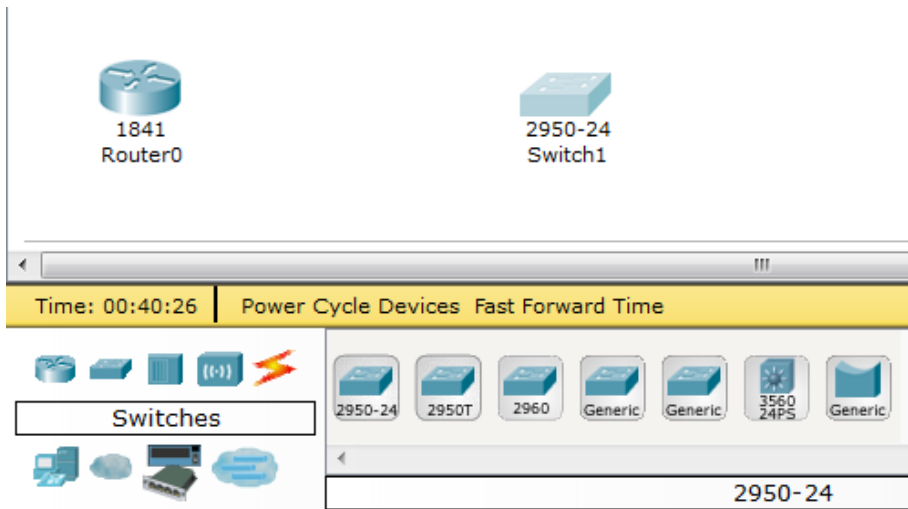 1841
Router0
2950-24
Switch1
Time: 00:40:26
Power Cycle Devices Fast Forward Time
Switches
2950-24
2950T
2960
Generic
Generic
3560
24PS
Generic
2950-24